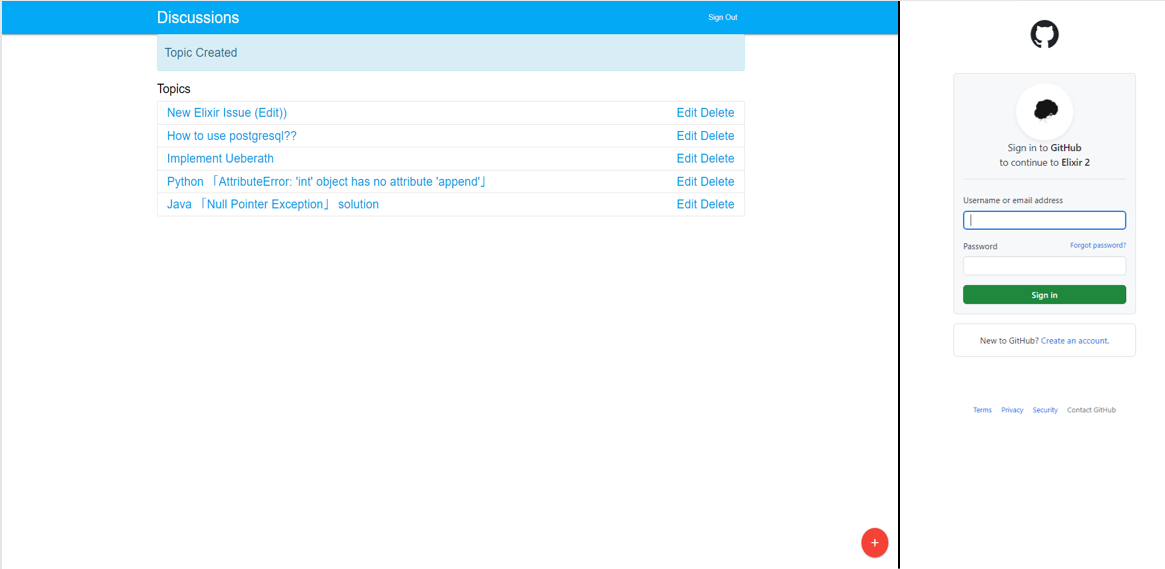 Discussions
Sign Out
Topic Created
Topics
New Elixir Issue (Edit)) Edit Delete
How to use postgresql?? Edit Delete
Implement Ueberath Edit Delete
Python 「AttributeError: 'int' object has no attribute 'append'」 Edit Delete
Java 「Null Pointer Exception」 solution Edit Delete
+
Sign in to GitHub
to continue to Elixir 2
Username or email address
Password Forgot password?
Sign in
New to GitHub? Create an account.
Terms Privacy Security Contact GitHub